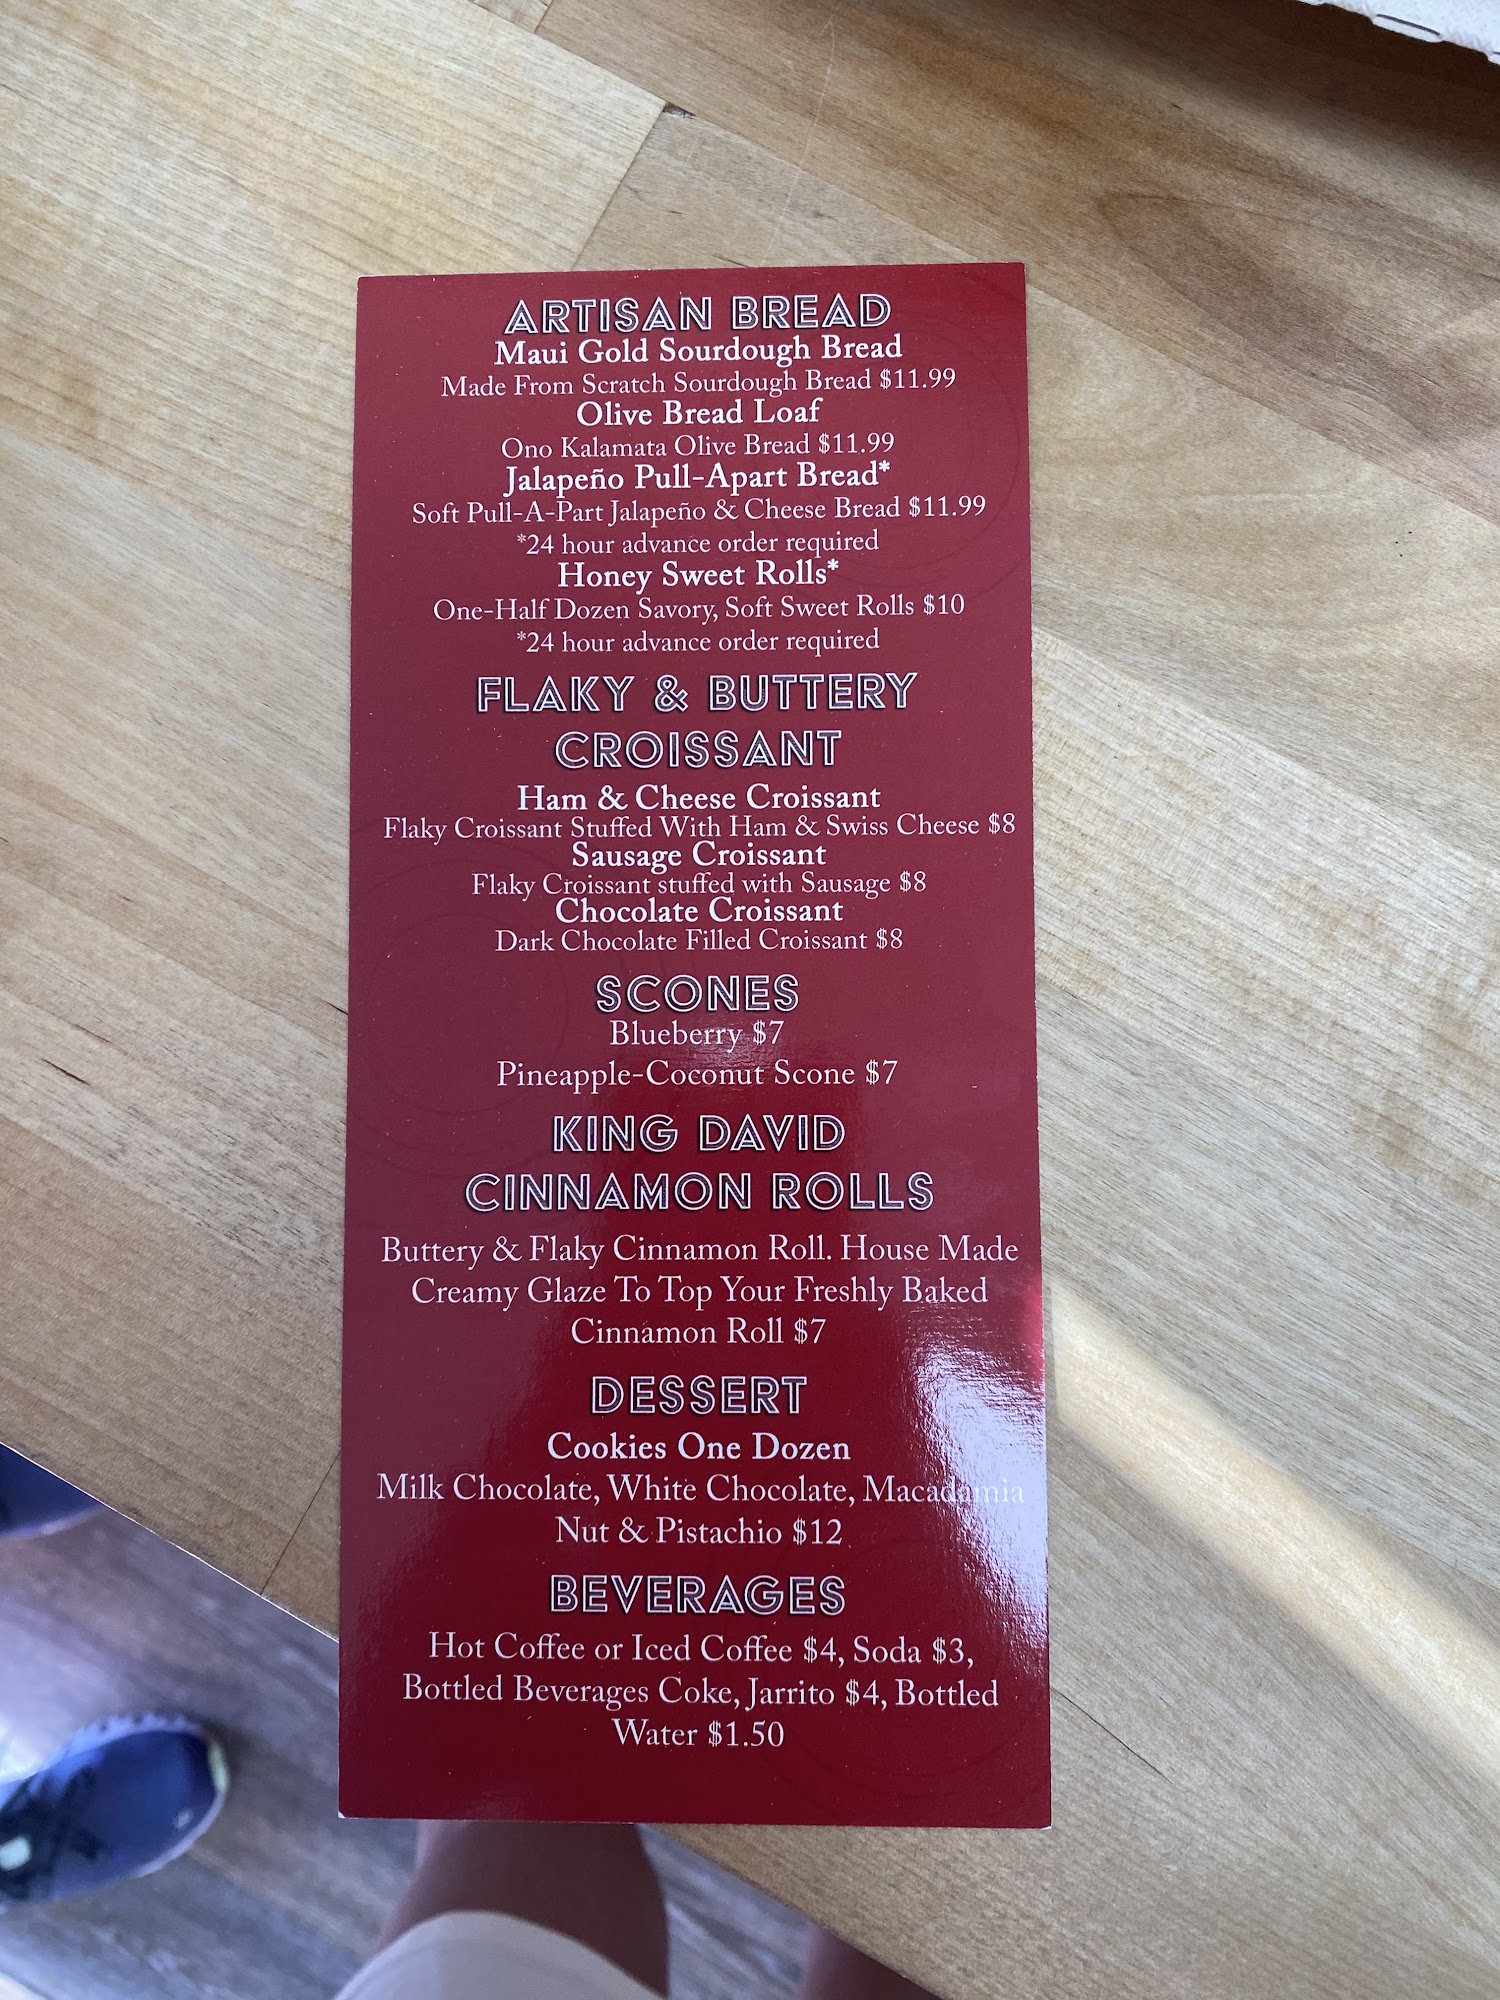 ARTISAN BREAD
Maui Gold Sourdough Bread
Made From Scratch Sourdough Bread $11.99
Olive Bread Loaf
Ono Kalamata Olive Bread $11.99
Jalapeño Pull-Apart Bread*
Soft Pull-A-Part Jalapeño & Cheese Bread $11.99
*24 hour advance order required
Honey Sweet Rolls*
One-Half Dozen Savory, Soft Sweet Rolls $10
*24 hour advance order required
FLAKY & BUTTERY
CROISSANT
Ham & Cheese Croissant
Flaky Croissant Stuffed With Ham & Swiss Cheese $8
Sausage Croissant
Flaky Croissant stuffed with Sausage $8
Chocolate Croissant
Dark Chocolate Filled Croissant $8
SCONES
Blueberry $7
Pineapple-Coconut Scone $7
KING DAVID
CINNAMON ROLLS
Buttery & Flaky Cinnamon Roll. House Made
Creamy Glaze To Top Your Freshly Baked
Cinnamon Roll $7
DESSERT
Cookies One Dozen
Milk Chocolate, White Chocolate, Macadamia
Nut & Pistachio $12
BEVERAGES
Hot Coffee or Iced Coffee $4, Soda $3,
Bottled Beverages Coke, Jarrito $4, Bottled
Water $1.50